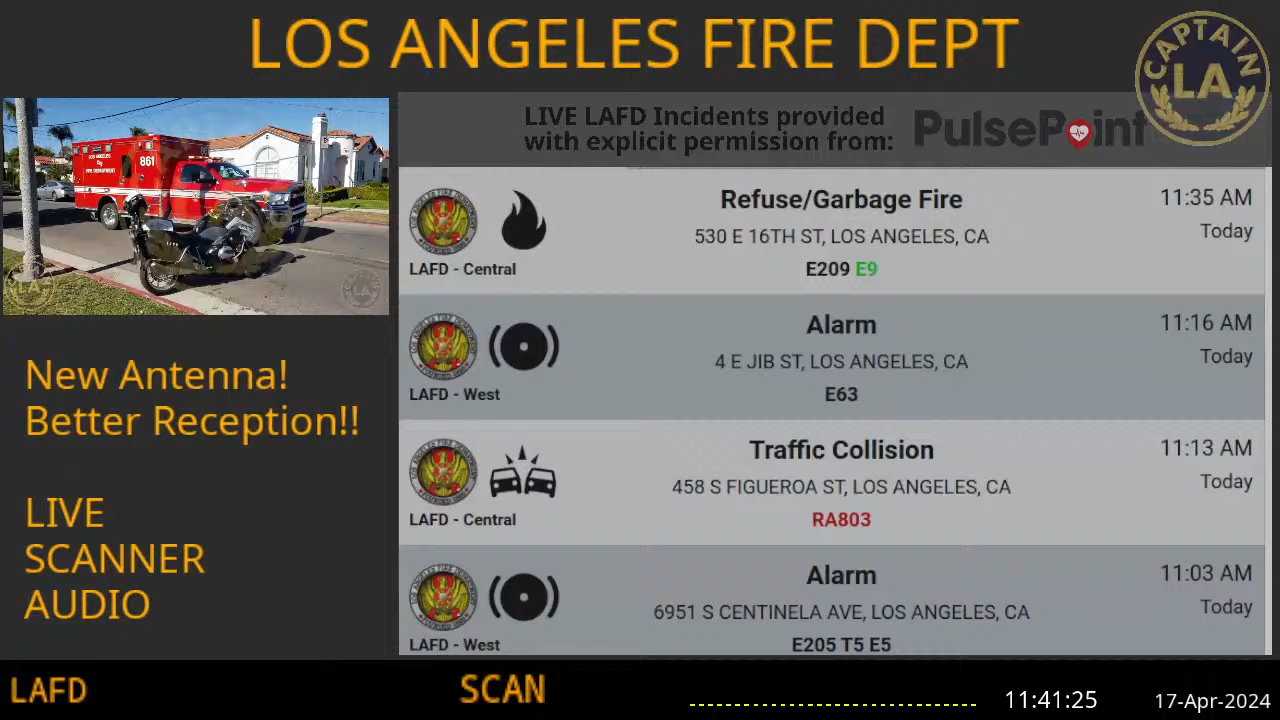 LOS ANGELES FIRE DEPT
CAPTAIN
LA
LIVE LAFD Incidents provided
with explicit permission from:
PulsePoint
LOS ANGELES
FIRE DEPARTMENT
861
New Antenna!
Better Reception!!
LIVE
SCANNER
AUDIO
Refuse/Garbage Fire
11:35 AM
530 E 16TH ST, LOS ANGELES, CA
Today
LAFD - Central
E209 E9
Alarm
11:16 AM
4 E JIB ST, LOS ANGELES, CA
Today
LAFD - West
E63
Traffic Collision
11:13 AM
458 S FIGUEROA ST, LOS ANGELES, CA
Today
LAFD - Central
RA803
Alarm
11:03 AM
6951 S CENTINELA AVE, LOS ANGELES, CA
Today
LAFD - West
E205 T5 E5
LAFD
SCAN
11:41:25
17-Apr-2024